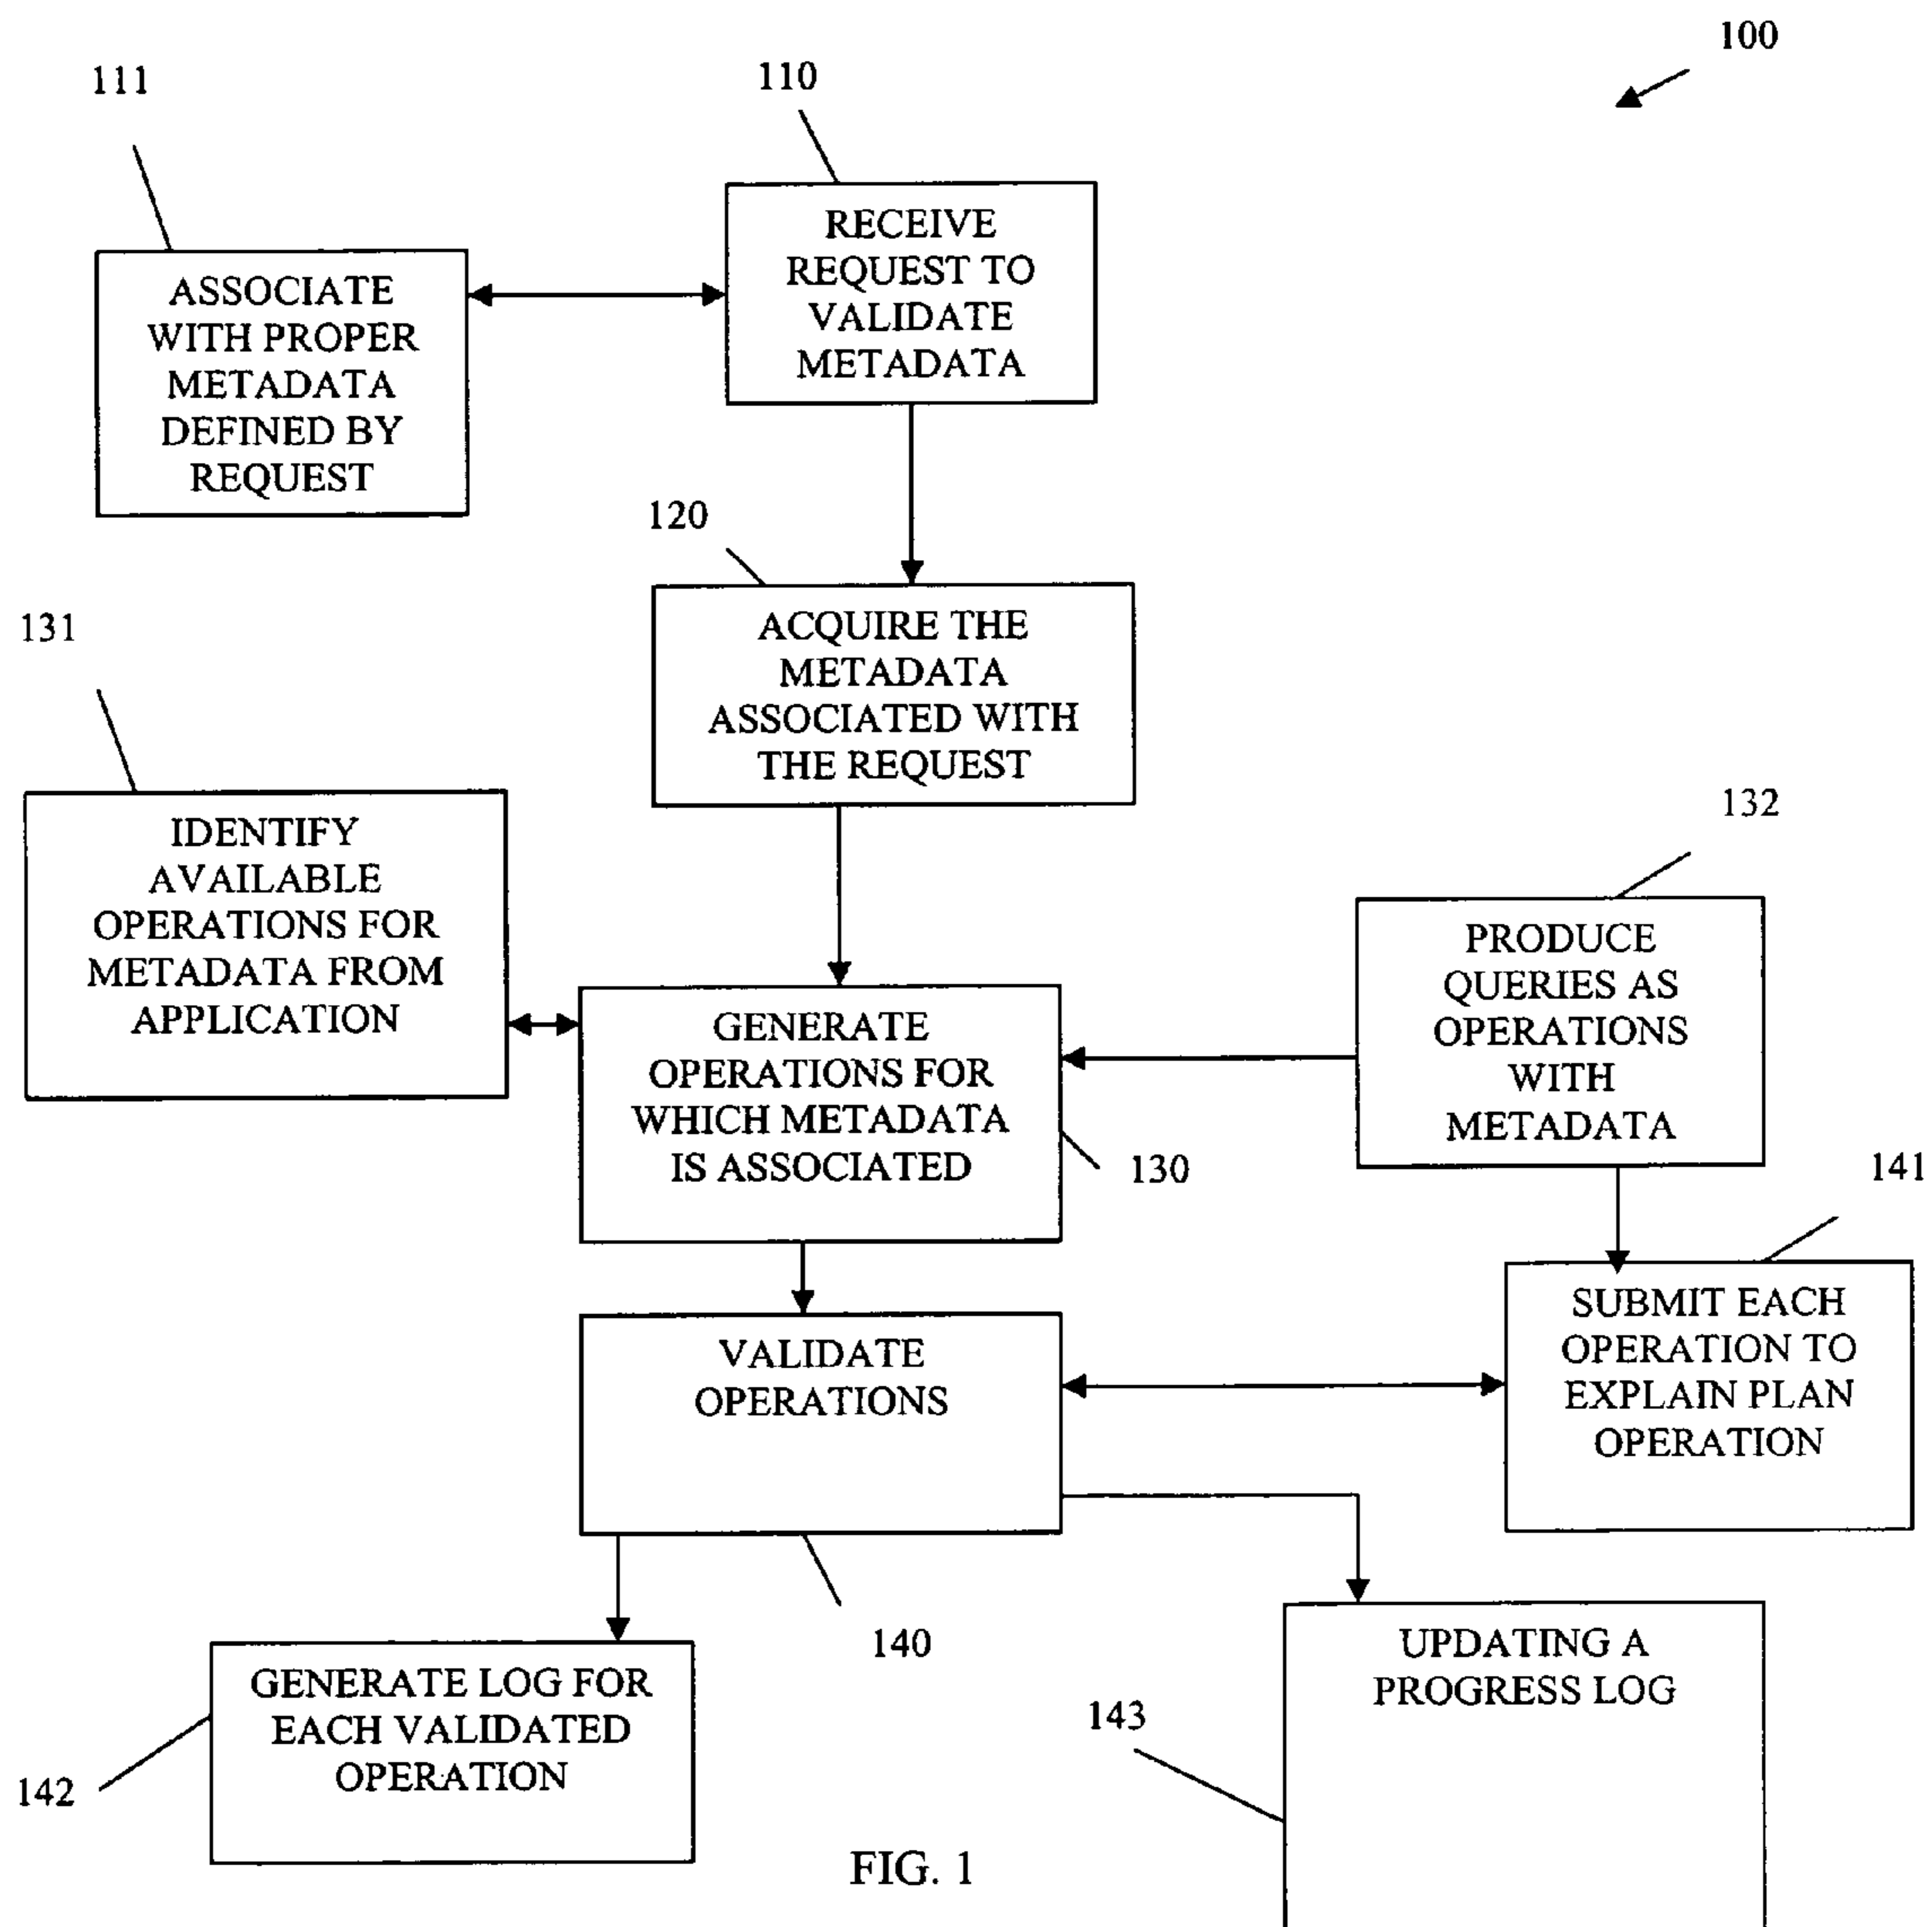 100
111
110
RECEIVE
REQUEST TO
VALIDATE
METADATA
ASSOCIATE
WITH PROPER
METADATA
DEFINED BY
REQUEST
120
ACQUIRE THE
METADATA
ASSOCIATED WITH
THE REQUEST
131
IDENTIFY
AVAILABLE
OPERATIONS FOR
METADATA FROM
APPLICATION
132
PRODUCE
QUERIES AS
OPERATIONS
WITH
METADATA
GENERATE
OPERATIONS FOR
WHICH METADATA
IS ASSOCIATED
130
141
SUBMIT EACH
OPERATION TO
EXPLAIN PLAN
OPERATION
VALIDATE
OPERATIONS
140
GENERATE LOG FOR
EACH VALIDATED
OPERATION
142
UPDATING A
PROGRESS LOG
143
FIG. 1